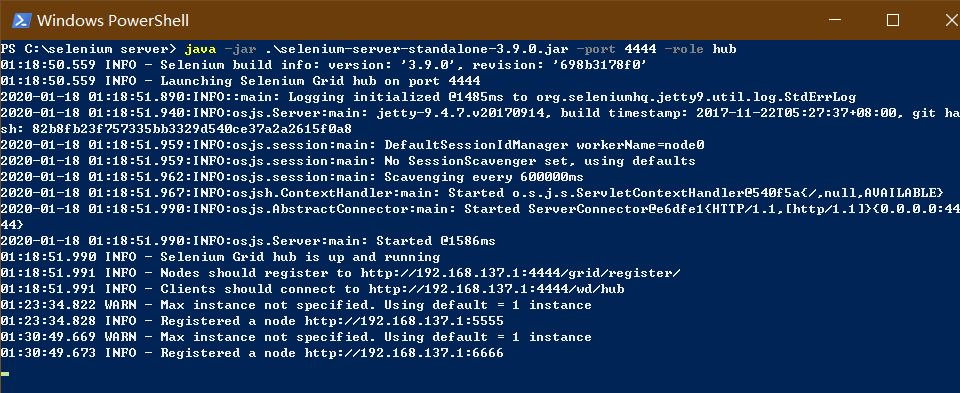 Windows PowerShell
PS C:\selenium server> java -jar .\selenium-server-standalone-3.9.0.jar -port 4444 -role hub
01:18:50.559 INFO - Selenium build info: version: '3.9.0', revision: '698b3178f0'
01:18:50.559 INFO - Launching Selenium Grid hub on port 4444
2020-01-18 01:18:51.890:INFO::main: Logging initialized @1485ms to org.seleniumhq.jetty9.util.log.StdErrLog
2020-01-18 01:18:51.940:INFO:osjs.Server:main: jetty-9.4.7.v20170914, build timestamp: 2017-11-22T05:27:37+08:00, git ha
sh: 82b8fb23f757335bb3329d540ce37a2a2615f0a8
2020-01-18 01:18:51.959:INFO:osjs.session:main: DefaultSessionIdManager workerName=node0
2020-01-18 01:18:51.959:INFO:osjs.session:main: No SessionScavenger set, using defaults
2020-01-18 01:18:51.962:INFO:osjs.session:main: Scavenging every 600000ms
2020-01-18 01:18:51.967:INFO:osjsh.ContextHandler:main: Started o.s.j.s.ServletContextHandler@540f5a{/,null,AVAILABLE}
2020-01-18 01:18:51.990:INFO:osjs.AbstractConnector:main: Started ServerConnector@e6dfe1{HTTP/1.1,[http/1.1]}{0.0.0.0:44
44}
2020-01-18 01:18:51.990:INFO:osjs.Server:main: Started @1586ms
01:18:51.990 INFO - Selenium Grid hub is up and running
01:18:51.991 INFO - Nodes should register to http://192.168.137.1:4444/grid/register/
01:18:51.991 INFO - Clients should connect to http://192.168.137.1:4444/wd/hub
01:23:34.822 WARN - Max instance not specified. Using default = 1 instance
01:23:34.828 INFO - Registered a node http://192.168.137.1:5555
01:30:49.669 WARN - Max instance not specified. Using default = 1 instance
01:30:49.673 INFO - Registered a node http://192.168.137.1:6666